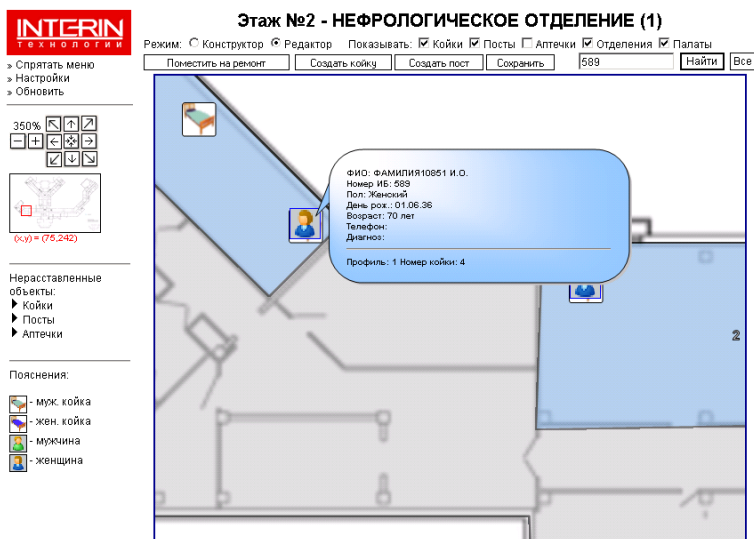 Этаж №2 - НЕФРОЛОГИЧЕСКОЕ ОТДЕЛЕНИЕ (1)
INTERIN
технологии
Режим: Конструктор Редактор Показывать: Койки Посты Аптечки Отделения Палаты
Поместить на ремонт Создать койку Создать пост Сохранить 589 Найти Все
» Спрятать меню
» Настройки
» Обновить
350%
(x,y) = (75,242)
Нерасставленные
объекты:
Койки
Посты
Аптечки
Пояснения:
- муж. койка
- жен. койка
- мужчина
- женщина
ФИО: ФАМИЛИЯ10851 И.О.
Номер ИБ: 589
Пол: Женский
День рож.: 01.06.36
Возраст: 70 лет
Телефон:
Диагноз:
Профиль: 1 Номер койки: 4
2